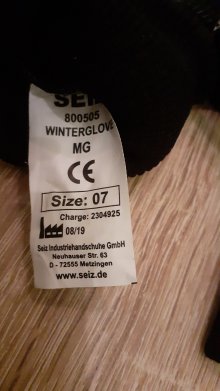 SEIZ
800505
WINTERGLOVE
MG
CE
Size: 07
Charge: 2304925
08/19
Seiz Industriehandschuhe GmbH
Neuhauser Str. 63
D - 72555 Metzingen
www.seiz.de